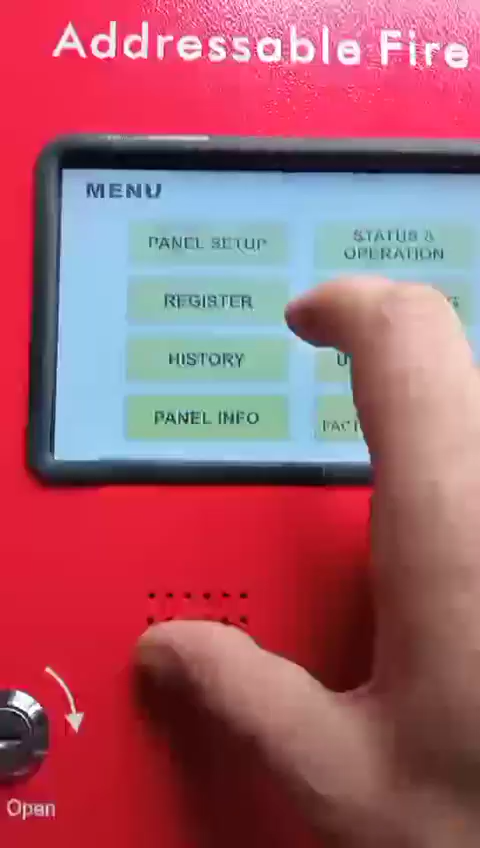 Addressable Fire
MENU
PANEL SETUP
STATUS &
OPERATION
REGISTER
HISTORY
PANEL INFO
Open